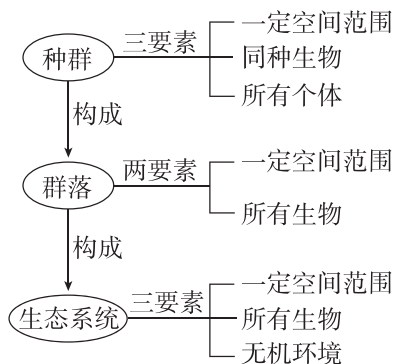 一定空间范围
三要素
种群
同种生物
所有个体
构成
一定空间范围
两要素
群落
所有生物
构成
一定空间范围
三要素
生态系统
所有生物
无机环境